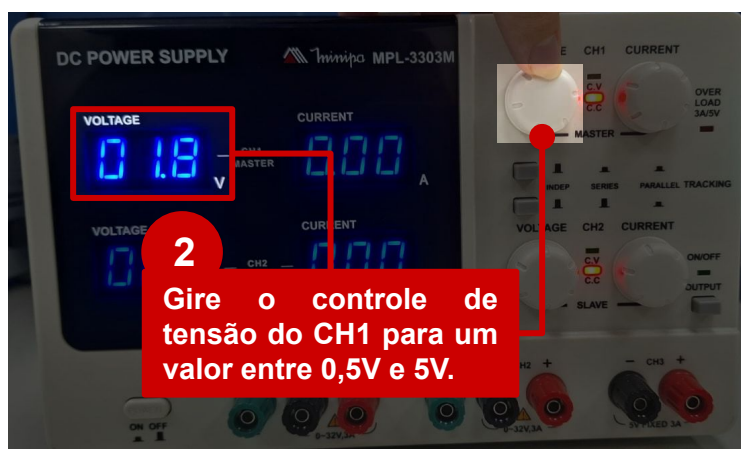 DC POWER SUPPLY
minipa MPL-3303M
CH1 CURRENT
C.V
C.C
OVER
LOAD
3A/5V
MASTER
VOLTAGE
CURRENT
01.8
V
MASTER
0.00
A
INDEP SERIES PARALLEL TRACKING
VOLTAGE
CURRENT
CH2
VOLTAGE CH2 CURRENT
C.V
C.C
ON/OFF
OUTPUT
SLAVE
2
Gire o controle de
tensão do CH1 para um
valor entre 0,5V e 5V.
+
− CH3 +
ON OFF
0~32V,3A
0~32V,3A
5V FIXED 3A